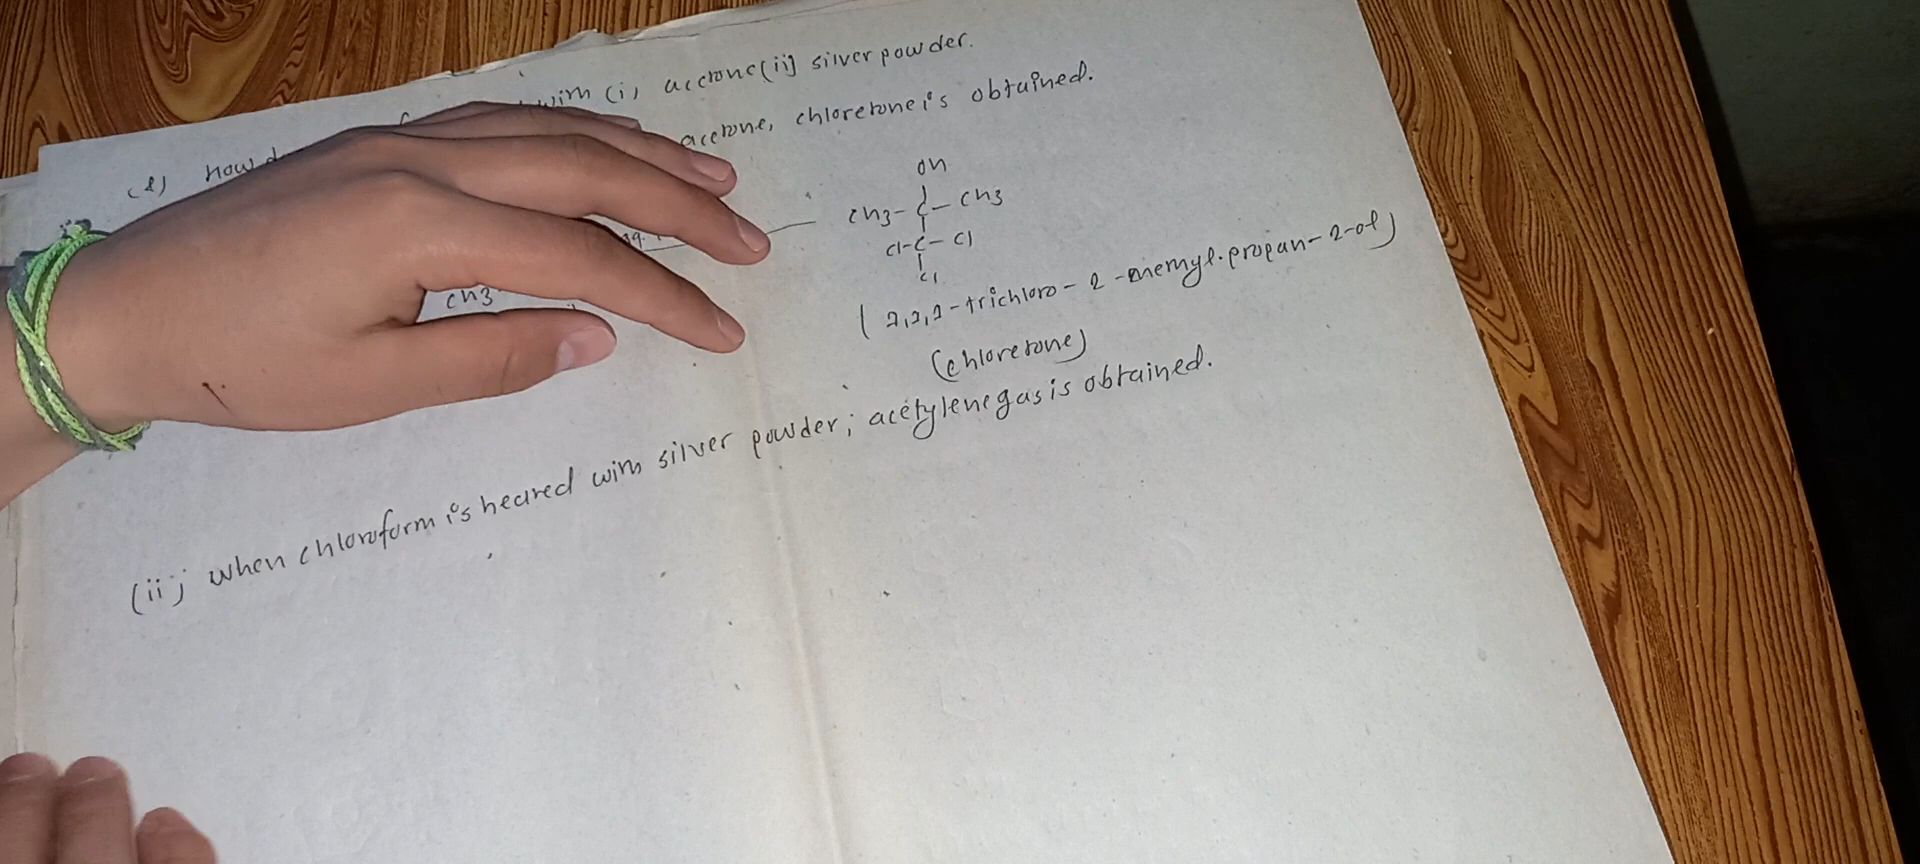 (l) how d with (i) acetone (ii) silver powder.
acetone, chloretone is obtained.
OH
CH3-C-CH3
Cl-C-Cl
Cl
CH3
(1,1,1-trichloro-2-methyl.propan-2-ol)
(chloretone)
(ii) when chloroform is heated with silver powder; acetylene gas is obtained.